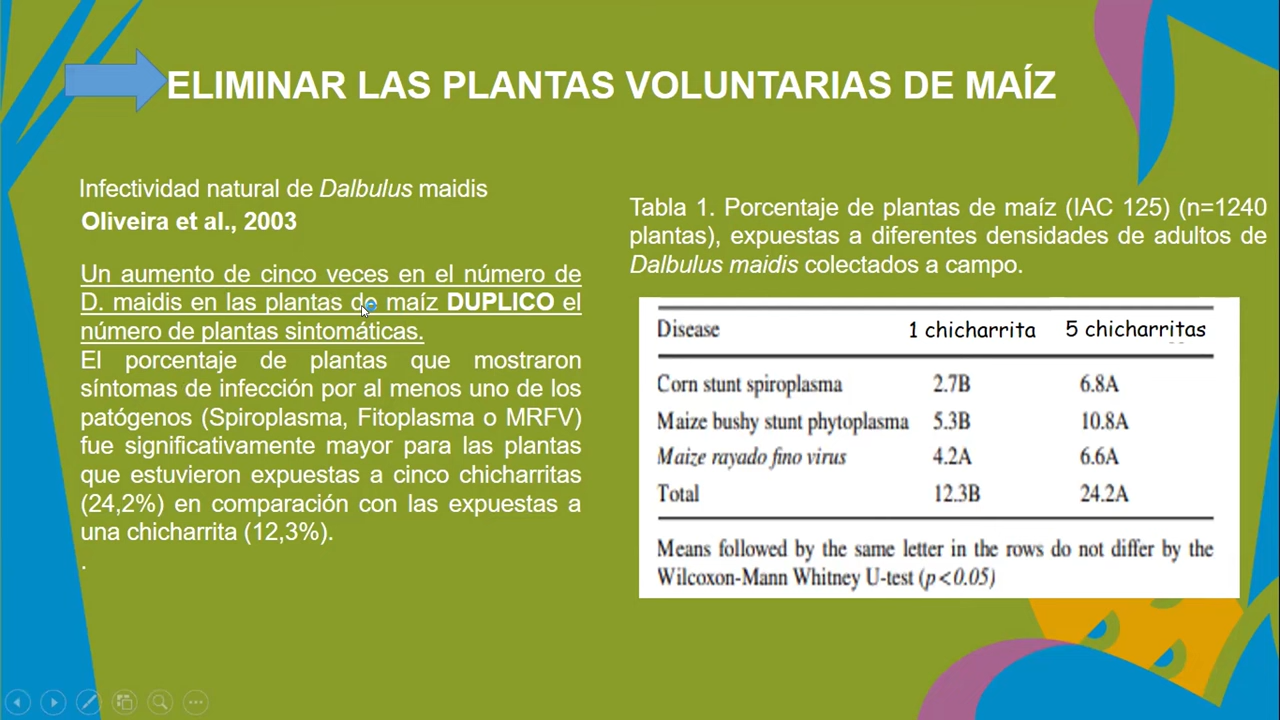 ELIMINAR LAS PLANTAS VOLUNTARIAS DE MAÍZ
Infectividad natural de Dalbulus maidis
Oliveira et al., 2003
Un aumento de cinco veces en el número de
D. maidis en las plantas de maíz DUPLICO el
número de plantas sintomáticas.
El porcentaje de plantas que mostraron
síntomas de infección por al menos uno de los
patógenos (Spiroplasma, Fitoplasma o MRFV)
fue significativamente mayor para las plantas
que estuvieron expuestas a cinco chicharritas
(24,2%) en comparación con las expuestas a
una chicharrita (12,3%).
.
Tabla 1. Porcentaje de plantas de maíz (IAC 125) (n=1240
plantas), expuestas a diferentes densidades de adultos de
Dalbulus maidis colectados a campo.
Disease 1 chicharrita 5 chicharritas
Corn stunt spiroplasma 2.7B 6.8A
Maize bushy stunt phytoplasma 5.3B 10.8A
Maize rayado fino virus 4.2A 6.6A
Total 12.3B 24.2A
Means followed by the same letter in the rows do not differ by the
Wilcoxon-Mann Whitney U-test (p<0.05)